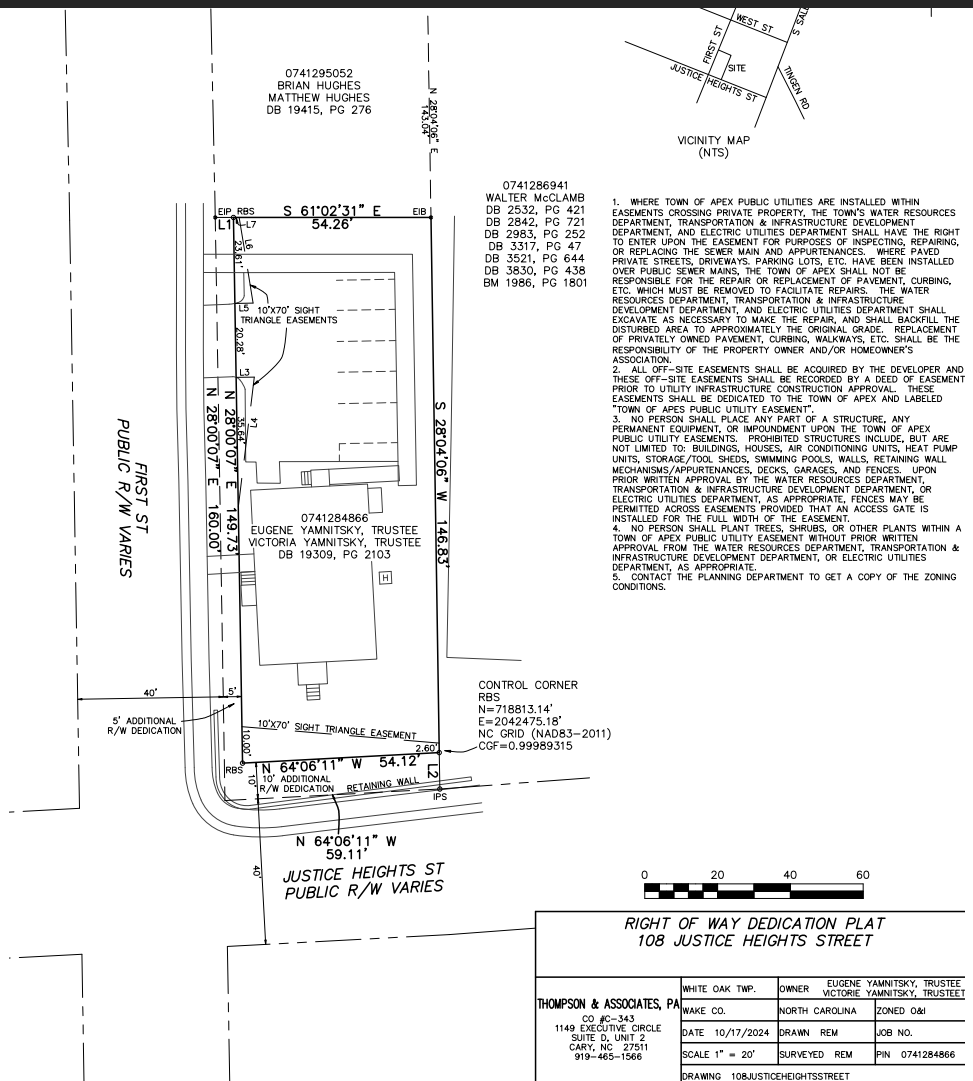 WEST ST
FIRST ST
SITE
JUSTICE HEIGHTS ST
TINGEN RD
VICINITY MAP
(NTS)
0741295052
BRIAN HUGHES
MATTHEW HUGHES
DB 19415, PG 276
N 28°04'06" E
143.04'
0741286941
WALTER McCLAMB
DB 2532, PG 421
DB 2842, PG 721
DB 2983, PG 252
DB 3317, PG 47
DB 3521, PG 644
DB 3830, PG 438
BM 1986, PG 1801
EIP RBS
S 61°02'31" E
54.26'
EIB
L1
L7
L6
23.61'
L5
10'X70' SIGHT
TRIANGLE EASEMENTS
20.28'
L3
L4
35.64'
N 28°00'07" E 160.00'
N 28°00'07" E 149.73'
S 28°04'06" W 146.83'
FIRST ST
PUBLIC R/W VARIES
0741284866
EUGENE YAMNITSKY, TRUSTEE
VICTORIA YAMNITSKY, TRUSTEE
DB 19309, PG 2103
H
40'
5'
5' ADDITIONAL
R/W DEDICATION
10'X70' SIGHT TRIANGLE EASEMENT
10.00'
2.60'
RBS
N 64°06'11" W 54.12'
L2
10'
10' ADDITIONAL
R/W DEDICATION
RETAINING WALL
IPS
N 64°06'11" W
59.11'
40'
JUSTICE HEIGHTS ST
PUBLIC R/W VARIES
CONTROL CORNER
RBS
N=718813.14'
E=2042475.18'
NC GRID (NAD83-2011)
CGF=0.99989315
1. WHERE TOWN OF APEX PUBLIC UTILITIES ARE INSTALLED WITHIN
EASEMENTS CROSSING PRIVATE PROPERTY, THE TOWN'S WATER RESOURCES
DEPARTMENT, TRANSPORTATION & INFRASTRUCTURE DEVELOPMENT
DEPARTMENT, AND ELECTRIC UTILITIES DEPARTMENT SHALL HAVE THE RIGHT
TO ENTER UPON THE EASEMENT FOR PURPOSES OF INSPECTING, REPAIRING,
OR REPLACING THE SEWER MAIN AND APPURTENANCES. WHERE PAVED
PRIVATE STREETS, DRIVEWAYS. PARKING LOTS, ETC. HAVE BEEN INSTALLED
OVER PUBLIC SEWER MAINS, THE TOWN OF APEX SHALL NOT BE
RESPONSIBLE FOR THE REPAIR OR REPLACEMENT OF PAVEMENT, CURBING,
ETC. WHICH MUST BE REMOVED TO FACILITATE REPAIRS. THE WATER
RESOURCES DEPARTMENT, TRANSPORTATION & INFRASTRUCTURE
DEVELOPMENT DEPARTMENT, AND ELECTRIC UTILITIES DEPARTMENT SHALL
EXCAVATE AS NECESSARY TO MAKE THE REPAIR, AND SHALL BACKFILL THE
DISTURBED AREA TO APPROXIMATELY THE ORIGINAL GRADE. REPLACEMENT
OF PRIVATELY OWNED PAVEMENT, CURBING, WALKWAYS, ETC. SHALL BE THE
RESPONSIBILITY OF THE PROPERTY OWNER AND/OR HOMEOWNER'S
ASSOCIATION.
2. ALL OFF-SITE EASEMENTS SHALL BE ACQUIRED BY THE DEVELOPER AND
THESE OFF-SITE EASEMENTS SHALL BE RECORDED BY A DEED OF EASEMENT
PRIOR TO UTILITY INFRASTRUCTURE CONSTRUCTION APPROVAL. THESE
EASEMENTS SHALL BE DEDICATED TO THE TOWN OF APEX AND LABELED
"TOWN OF APES PUBLIC UTILITY EASEMENT".
3. NO PERSON SHALL PLACE ANY PART OF A STRUCTURE, ANY
PERMANENT EQUIPMENT, OR IMPOUNDMENT UPON THE TOWN OF APEX
PUBLIC UTILITY EASEMENTS. PROHIBITED STRUCTURES INCLUDE, BUT ARE
NOT LIMITED TO: BUILDINGS, HOUSES, AIR CONDITIONING UNITS, HEAT PUMP
UNITS, STORAGE/TOOL SHEDS, SWIMMING POOLS, WALLS, RETAINING WALL
MECHANISMS/APPURTENANCES, DECKS, GARAGES, AND FENCES. UPON
PRIOR WRITTEN APPROVAL BY THE WATER RESOURCES DEPARTMENT,
TRANSPORTATION & INFRASTRUCTURE DEVELOPMENT DEPARTMENT, OR
ELECTRIC UTILITIES DEPARTMENT, AS APPROPRIATE, FENCES MAY BE
PERMITTED ACROSS EASEMENTS PROVIDED THAT AN ACCESS GATE IS
INSTALLED FOR THE FULL WIDTH OF THE EASEMENT.
4. NO PERSON SHALL PLANT TREES, SHRUBS, OR OTHER PLANTS WITHIN A
TOWN OF APEX PUBLIC UTILITY EASEMENT WITHOUT PRIOR WRITTEN
APPROVAL FROM THE WATER RESOURCES DEPARTMENT, TRANSPORTATION &
INFRASTRUCTURE DEVELOPMENT DEPARTMENT, OR ELECTRIC UTILITIES
DEPARTMENT, AS APPROPRIATE.
5. CONTACT THE PLANNING DEPARTMENT TO GET A COPY OF THE ZONING
CONDITIONS.
0 20 40 60
RIGHT OF WAY DEDICATION PLAT
108 JUSTICE HEIGHTS STREET
THOMPSON & ASSOCIATES, PA
CO #C-343
1149 EXECUTIVE CIRCLE
SUITE D, UNIT 2
CARY, NC 27511
919-465-1566
WHITE OAK TWP.
OWNER EUGENE YAMNITSKY, TRUSTEE
VICTORIE YAMNITSKY, TRUSTEET
WAKE CO.
NORTH CAROLINA
ZONED O&I
DATE 10/17/2024
DRAWN REM
JOB NO.
SCALE 1" = 20'
SURVEYED REM
PIN 0741284866
DRAWING 108JUSTICEHEIGHTSSTREET